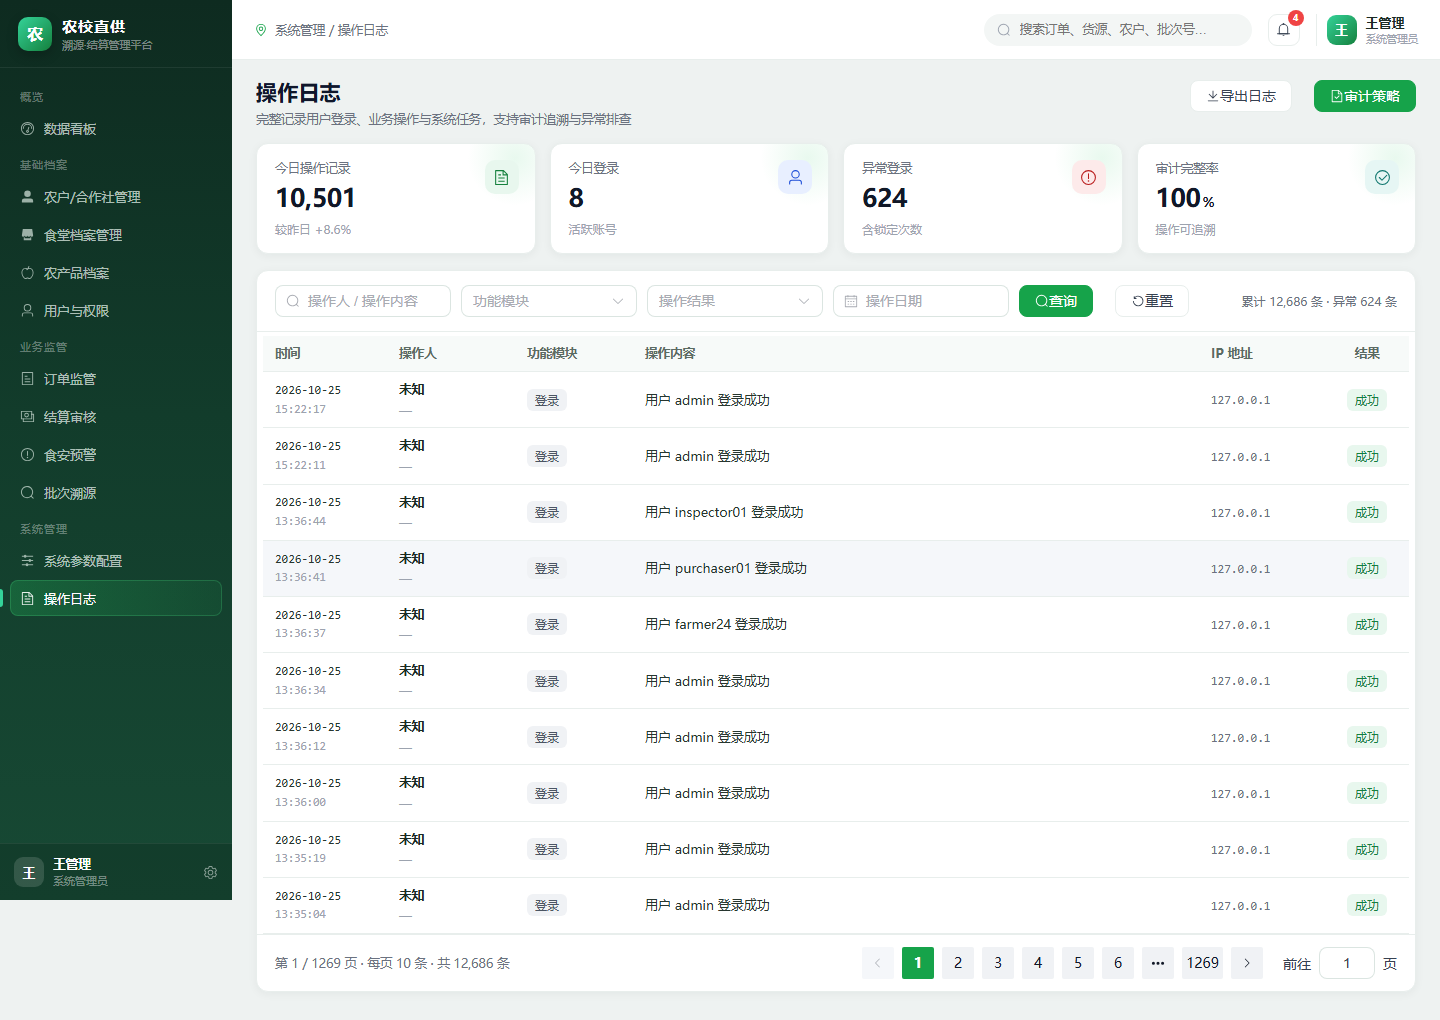 农 农校直供
溯源·结算管理平台
概览
数据看板
基础档案
农户/合作社管理
食堂档案管理
农产品档案
用户与权限
业务监管
订单监管
结算审核
食安预警
批次溯源
系统管理
系统参数配置
操作日志
王 王管理
系统管理员
系统管理 / 操作日志
搜索订单、货源、农户、批次号...
4
王 王管理
系统管理员
操作日志
完整记录用户登录、业务操作与系统任务，支持审计追溯与异常排查
导出日志
审计策略
今日操作记录
10,501
较昨日 +8.6%
今日登录
8
活跃账号
异常登录
624
含锁定次数
审计完整率
100%
操作可追溯
操作人 / 操作内容 功能模块 操作结果 操作日期 查询 重置 累计 12,686 条 · 异常 624 条
时间 操作人 功能模块 操作内容 IP 地址 结果
2026-10-25 15:22:17 未知 — 登录 用户 admin 登录成功 127.0.0.1 成功
2026-10-25 15:22:11 未知 — 登录 用户 admin 登录成功 127.0.0.1 成功
2026-10-25 13:36:44 未知 — 登录 用户 inspector01 登录成功 127.0.0.1 成功
2026-10-25 13:36:41 未知 — 登录 用户 purchaser01 登录成功 127.0.0.1 成功
2026-10-25 13:36:37 未知 — 登录 用户 farmer24 登录成功 127.0.0.1 成功
2026-10-25 13:36:34 未知 — 登录 用户 admin 登录成功 127.0.0.1 成功
2026-10-25 13:36:12 未知 — 登录 用户 admin 登录成功 127.0.0.1 成功
2026-10-25 13:36:00 未知 — 登录 用户 admin 登录成功 127.0.0.1 成功
2026-10-25 13:35:19 未知 — 登录 用户 admin 登录成功 127.0.0.1 成功
2026-10-25 13:35:04 未知 — 登录 用户 admin 登录成功 127.0.0.1 成功
第 1 / 1269 页 · 每页 10 条 · 共 12,686 条 1 2 3 4 5 6 ••• 1269 前往 1 页